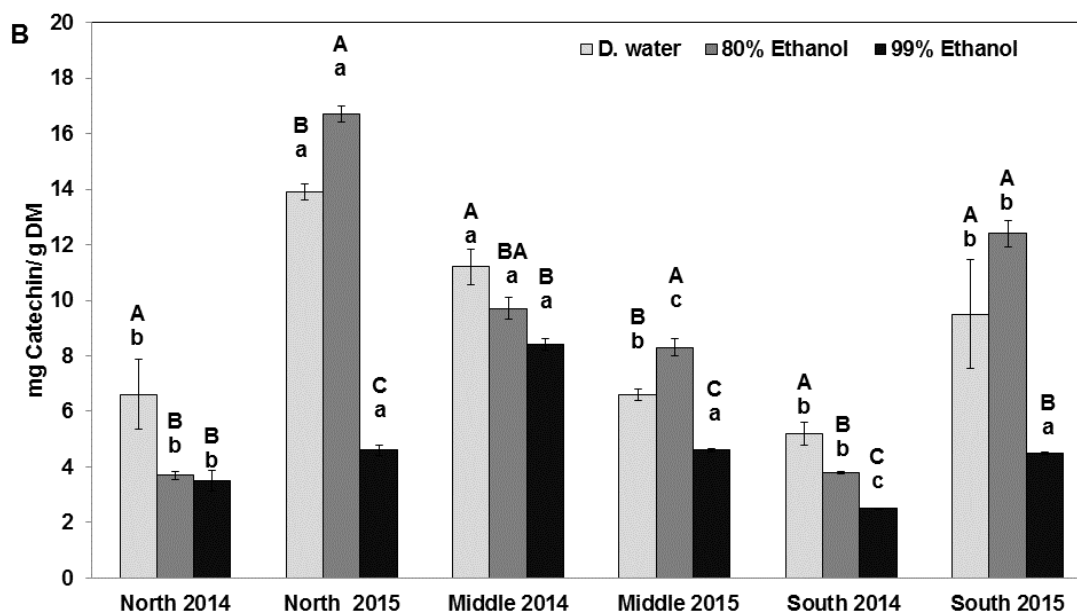 B
mg Catechin/ g DM
20
18
16
14
12
10
8
6
4
2
0
D. water 80% Ethanol 99% Ethanol
A
b
B
b
B
b
B
a
A
a
C
a
A
a
BA
a
B
a
B
b
A
c
C
a
A
b
B
b
C
c
A
b
A
b
B
a
North 2014 North 2015 Middle 2014 Middle 2015 South 2014 South 2015